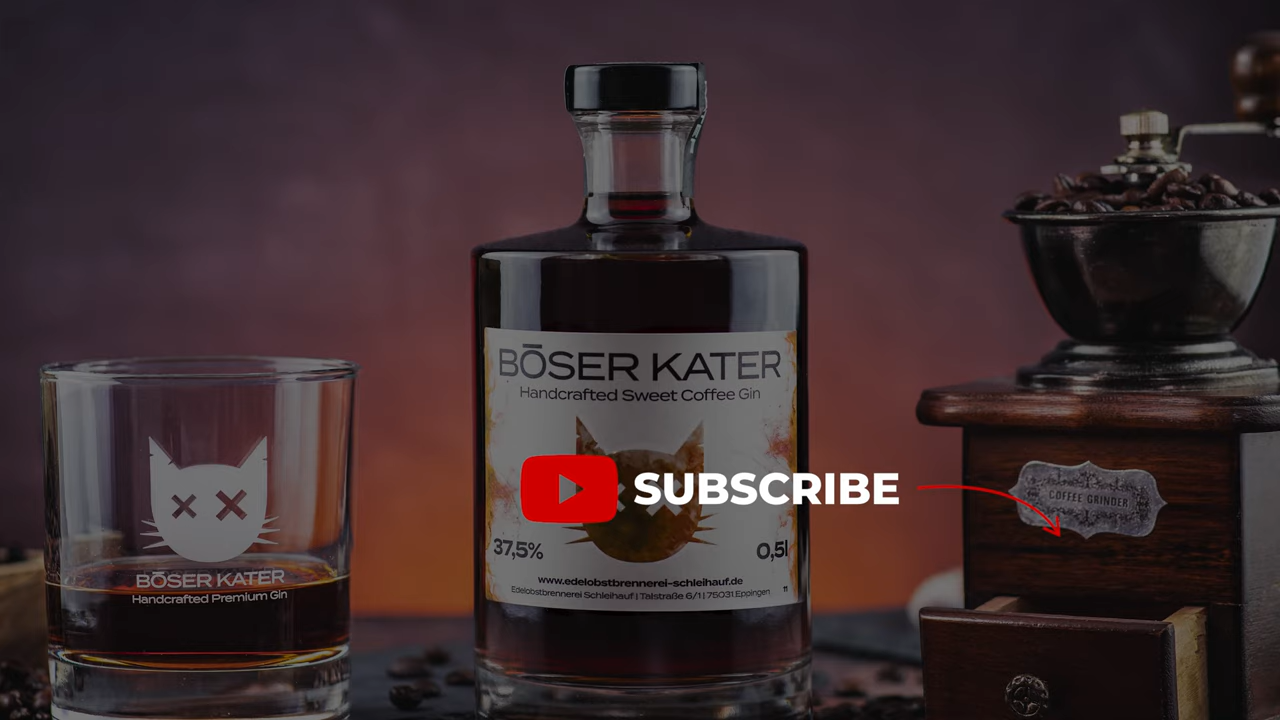 BŌSER KATER
Handcrafted Sweet Coffee Gin
SUBSCRIBE
37,5%
0,5l
www.edelobstbrennerei-schleihauf.de
Edelobstbrennerei Schleihauf | Talstraße 6/1 | 75031 Eppingen
11
BŌSER KATER
Handcrafted Premium Gin
COFFEE GRINDER